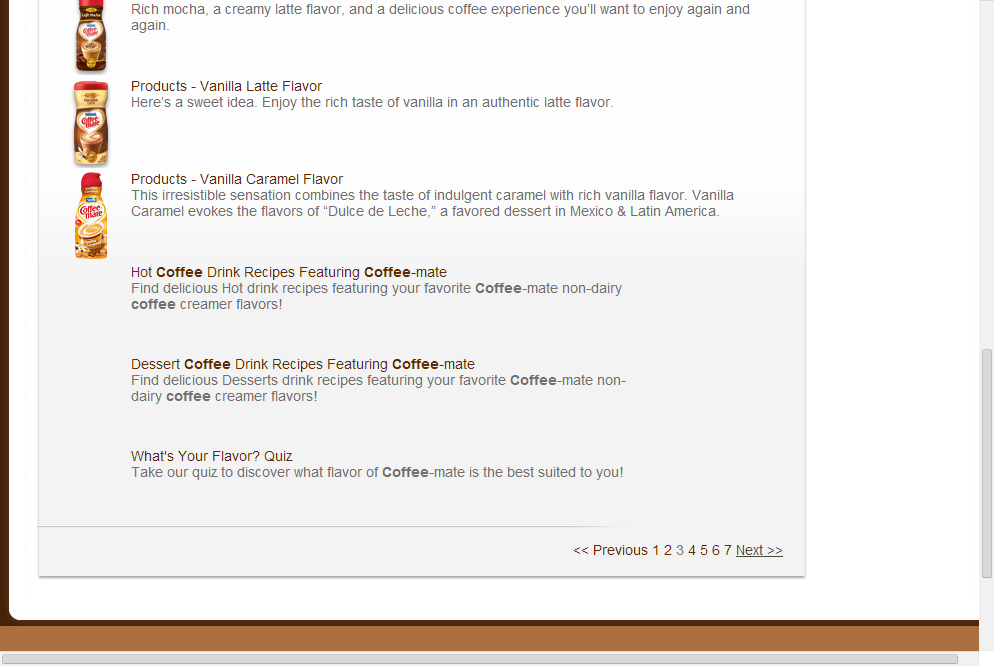 Rich mocha, a creamy latte flavor, and a delicious coffee experience you’ll want to enjoy again and
again.
Products - Vanilla Latte Flavor
Here’s a sweet idea. Enjoy the rich taste of vanilla in an authentic latte flavor.
Products - Vanilla Caramel Flavor
This irresistible sensation combines the taste of indulgent caramel with rich vanilla flavor. Vanilla
Caramel evokes the flavors of “Dulce de Leche,” a favored dessert in Mexico & Latin America.
Hot Coffee Drink Recipes Featuring Coffee-mate
Find delicious Hot drink recipes featuring your favorite Coffee-mate non-dairy
coffee creamer flavors!
Dessert Coffee Drink Recipes Featuring Coffee-mate
Find delicious Desserts drink recipes featuring your favorite Coffee-mate non-
dairy coffee creamer flavors!
What's Your Flavor? Quiz
Take our quiz to discover what flavor of Coffee-mate is the best suited to you!
<< Previous 1 2 3 4 5 6 7 Next >>